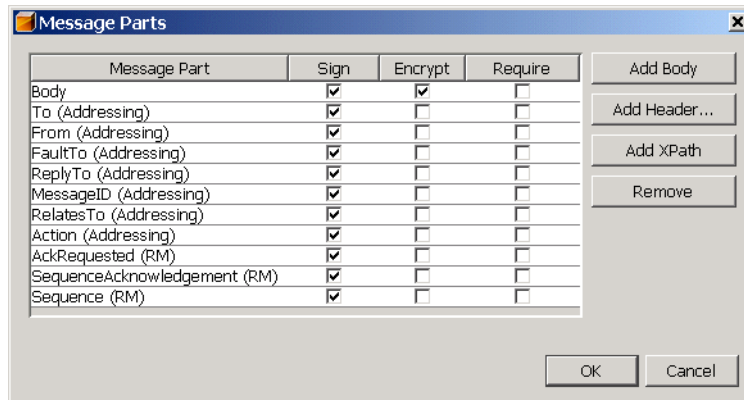 Message Parts
Message Part Sign Encrypt Require
Body
To (Addressing)
From (Addressing)
FaultTo (Addressing)
ReplyTo (Addressing)
MessageID (Addressing)
RelatesTo (Addressing)
Action (Addressing)
AckRequested (RM)
SequenceAcknowledgement (RM)
Sequence (RM)
Add Body
Add Header...
Add XPath
Remove
OK Cancel